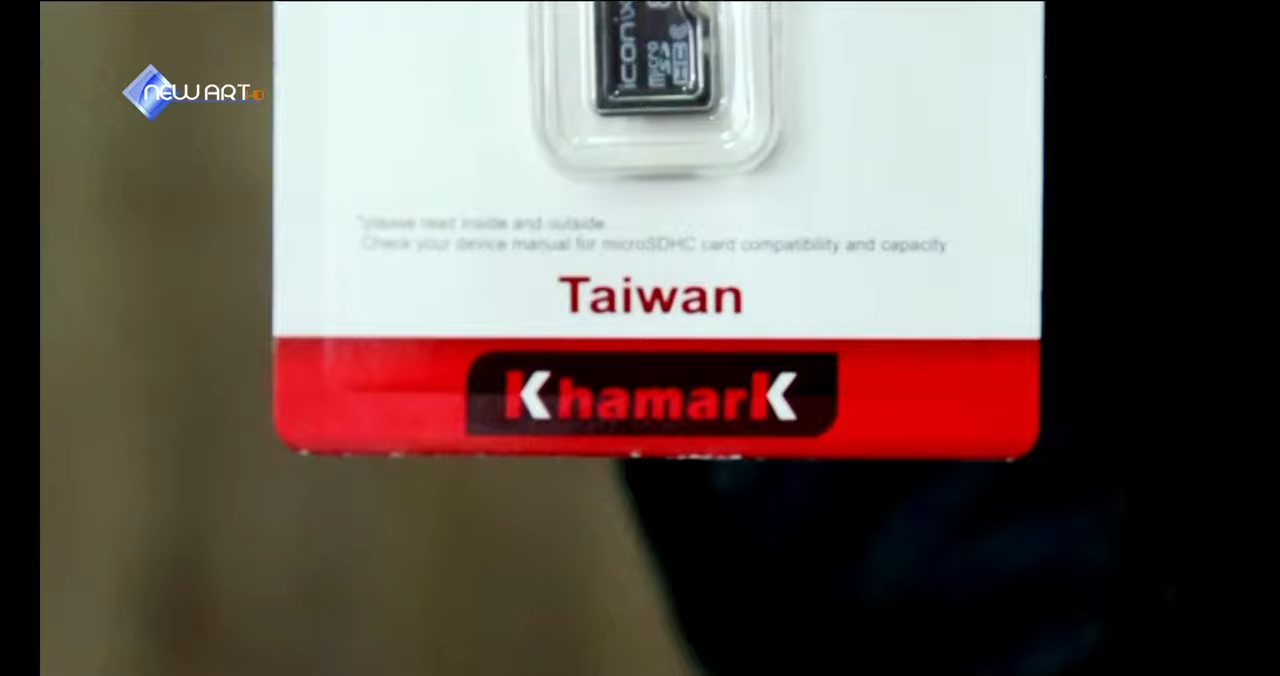 NEW ART HD
iconix
*please read inside and outside
Check your device manual for microSDHC card compatibility and capacity
Taiwan
Khamark